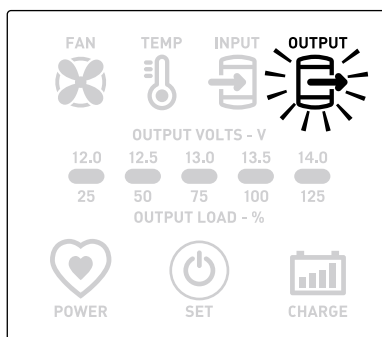 FAN TEMP INPUT OUTPUT
OUTPUT VOLTS - V
12.0 12.5 13.0 13.5 14.0
25 50 75 100 125
OUTPUT LOAD - %
POWER SET CHARGE